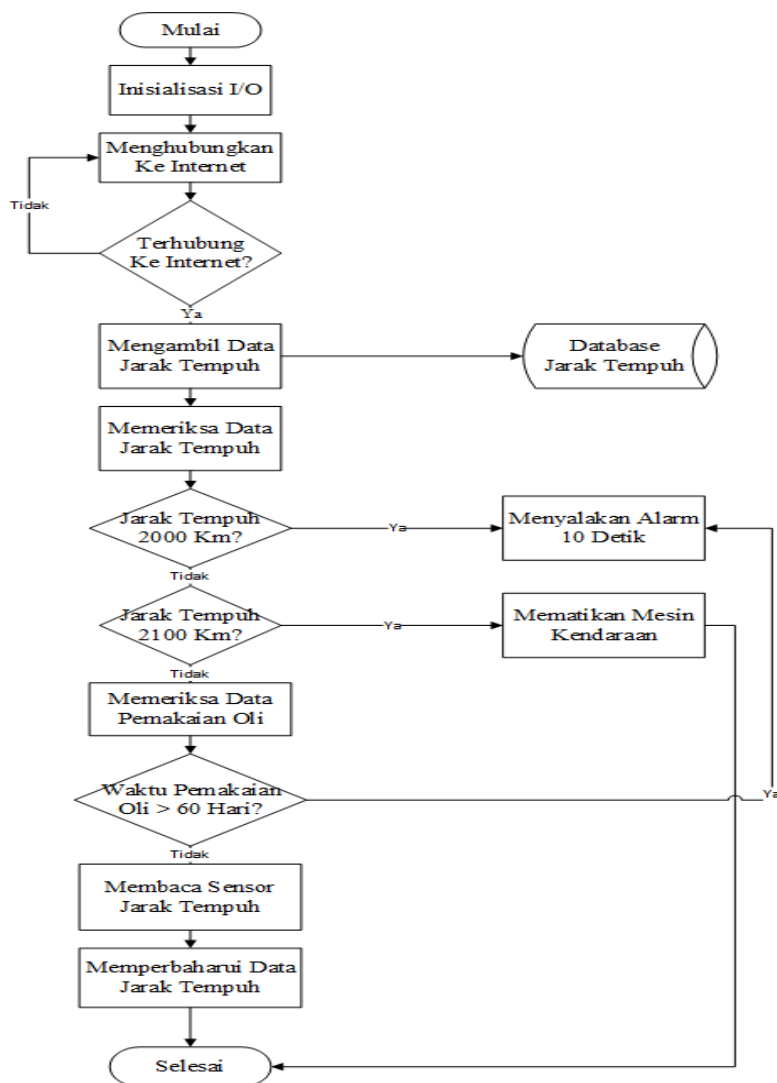 Mulai
Inisialisasi I/O
Menghubungkan
Ke Internet
Tidak
Terhubung
Ke Internet?
Ya
Mengambil Data
Jarak Tempuh
Database
Jarak Tempuh
Memeriksa Data
Jarak Tempuh
Jarak Tempuh
2000 Km?
Ya
Menyalakan Alarm
10 Detik
Tidak
Jarak Tempuh
2100 Km?
Ya
Mematikan Mesin
Kendaraan
Tidak
Memeriksa Data
Pemakaian Oli
Waktu Pemakaian
Oli > 60 Hari?
Ya
Tidak
Membaca Sensor
Jarak Tempuh
Memperbaharui Data
Jarak Tempuh
Selesai